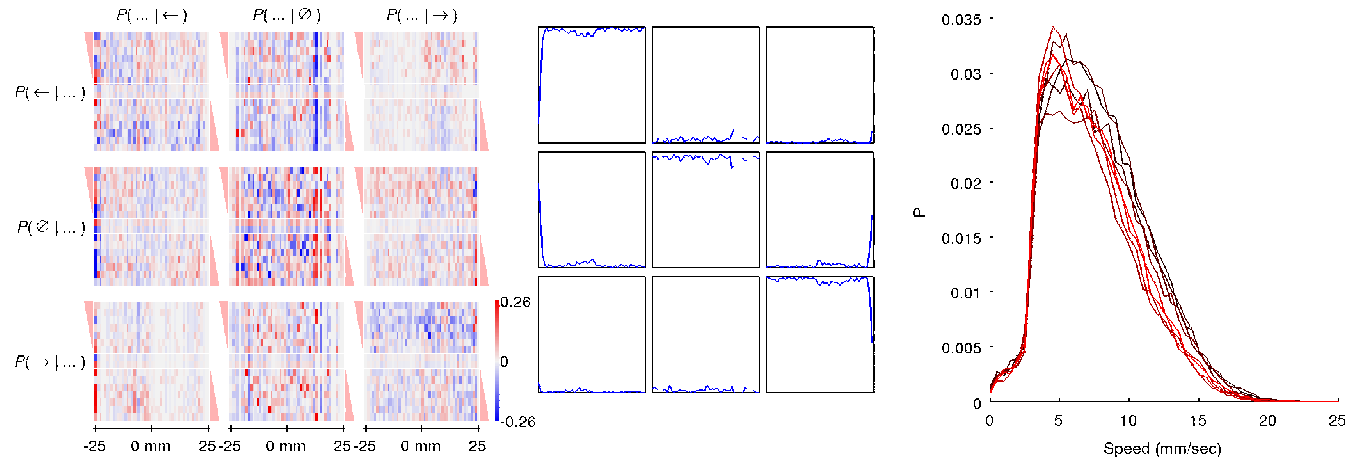 P( ... | ← ) P( ... | ∅ ) P( ... | → )
P( ← | ... )
P( ∅ | ... )
P( → | ... )
0.26
0
-0.26
-25 0 mm 25 -25 0 mm 25 -25 0 mm 25
0.035
0.03
0.025
0.02
0.015
0.01
0.005
0
P
0 5 10 15 20 25
Speed (mm/sec)